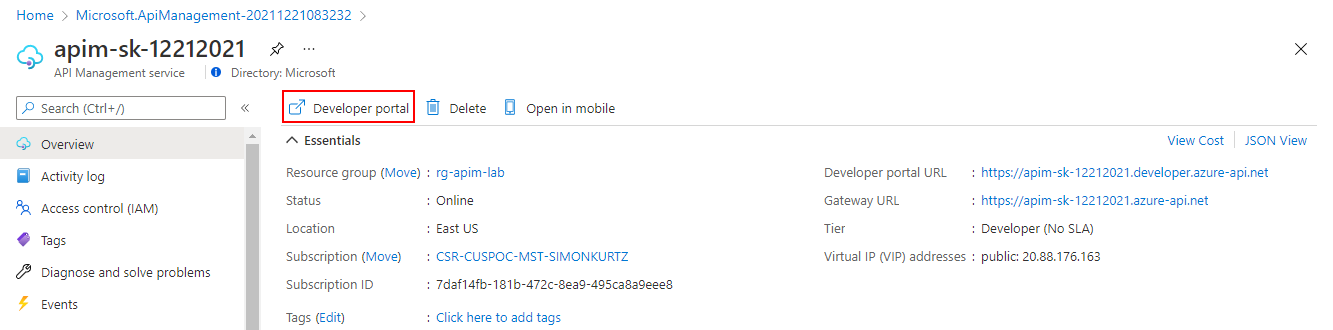 Home > Microsoft.ApiManagement-20211221083232 >
apim-sk-12212021 ...
API Management service | Directory: Microsoft
Search (Ctrl+/) «
Developer portal Delete Open in mobile
Overview
Activity log
Access control (IAM)
Tags
Diagnose and solve problems
Events
Essentials
View Cost | JSON View
Resource group (Move) : rg-apim-lab
Status : Online
Location : East US
Subscription (Move) : CSR-CUSPOC-MST-SIMONKURTZ
Subscription ID : 7daf14fb-181b-472c-8ea9-495ca8a9eee8
Tags (Edit) : Click here to add tags
Developer portal URL : https://apim-sk-12212021.developer.azure-api.net
Gateway URL : https://apim-sk-12212021.azure-api.net
Tier : Developer (No SLA)
Virtual IP (VIP) addresses : public: 20.88.176.163